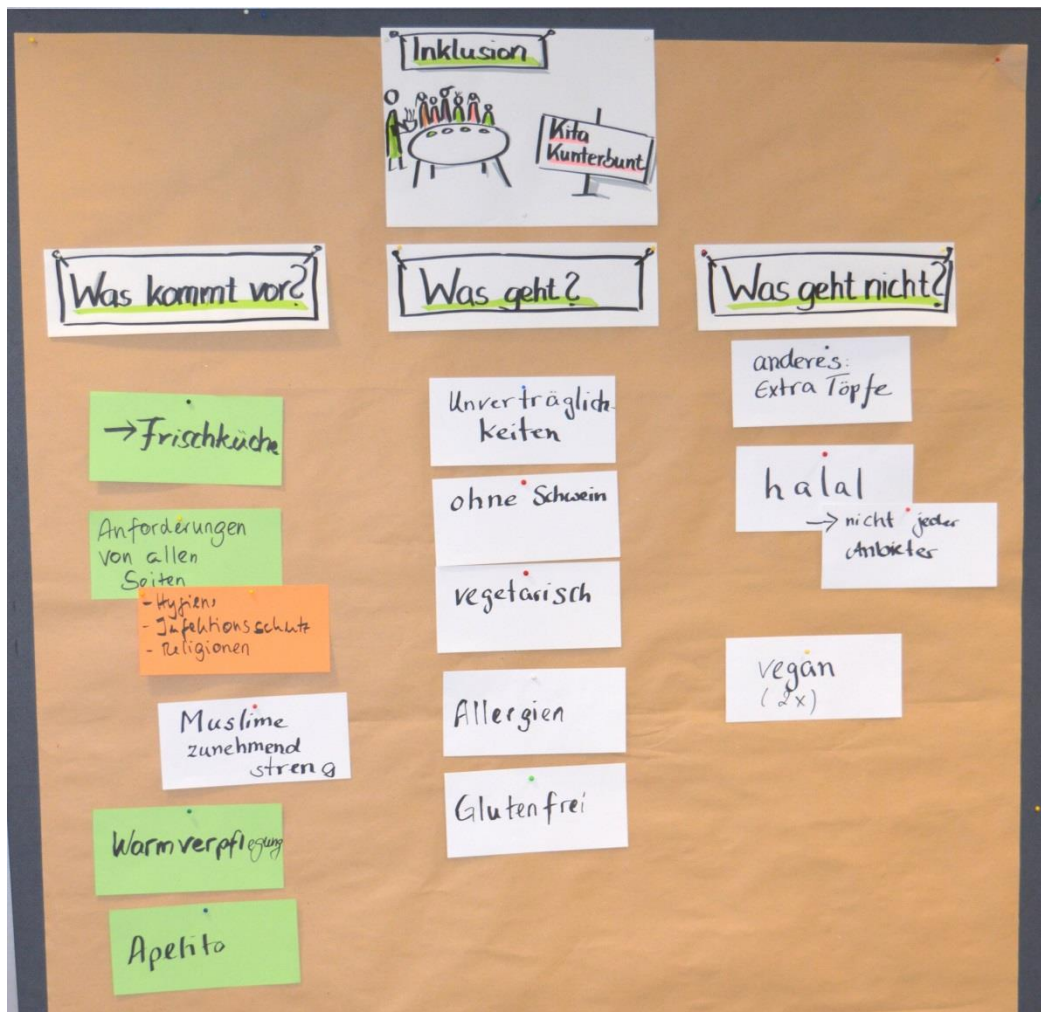 Inklusion
Kita
Kunterbunt
Was kommt vor?
→ Frischküche
Anforderungen
von allen
Seiten
- Hygiene
- Infektionsschutz
- Religionen
Muslime
zunehmend
streng
Warmverpflegung
Apetito
Was geht?
Unverträglich-
keiten
ohne Schwein
vegetarisch
Allergien
Glutenfrei
Was geht nicht?
anderes:
Extra Töpfe
halal
→ nicht jeder
Anbieter
vegan
(2x)